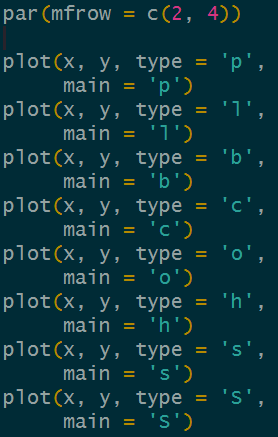 par(mfrow = c(2, 4))

plot(x, y, type = 'p',
     main = 'p')
plot(x, y, type = 'l',
     main = 'l')
plot(x, y, type = 'b',
     main = 'b')
plot(x, y, type = 'c',
     main = 'c')
plot(x, y, type = 'o',
     main = 'o')
plot(x, y, type = 'h',
     main = 'h')
plot(x, y, type = 's',
     main = 's')
plot(x, y, type = 'S',
     main = 'S')